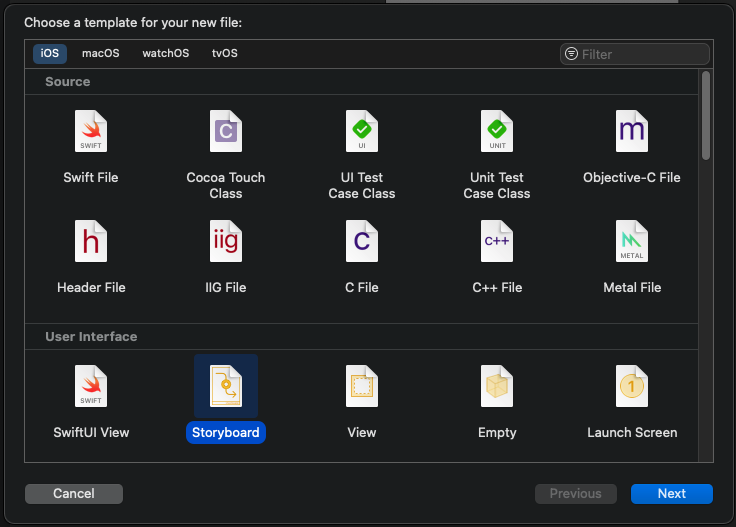 Choose a template for your new file:
iOS macOS watchOS tvOS Filter
Source
SWIFT C UI UNIT m
Swift File Cocoa Touch Class UI Test Case Class Unit Test Case Class Objective-C File
h iig C C++ METAL
Header File IIG File C File C++ File Metal File
User Interface
SWIFT 1
SwiftUI View Storyboard View Empty Launch Screen
Cancel Previous Next